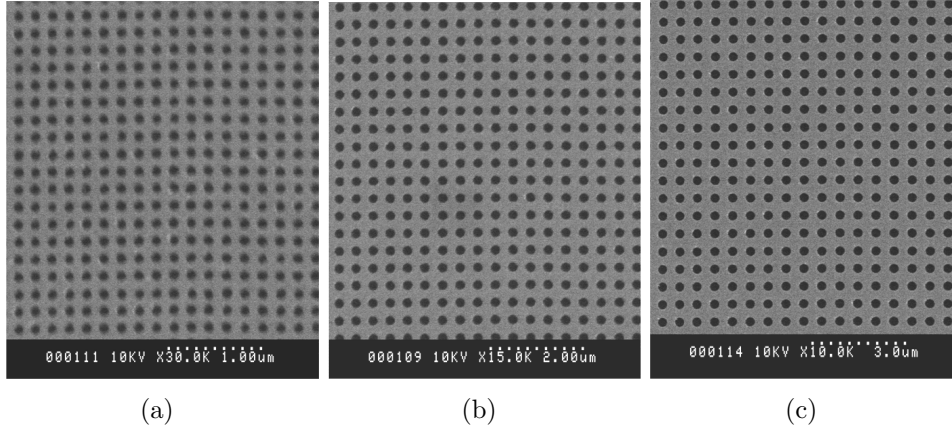 000111 10KV X30.0K 1.00um
000109 10KV X15.0K 2.00um
000114 10KV X10.0K 3.0um
(a)
(b)
(c)